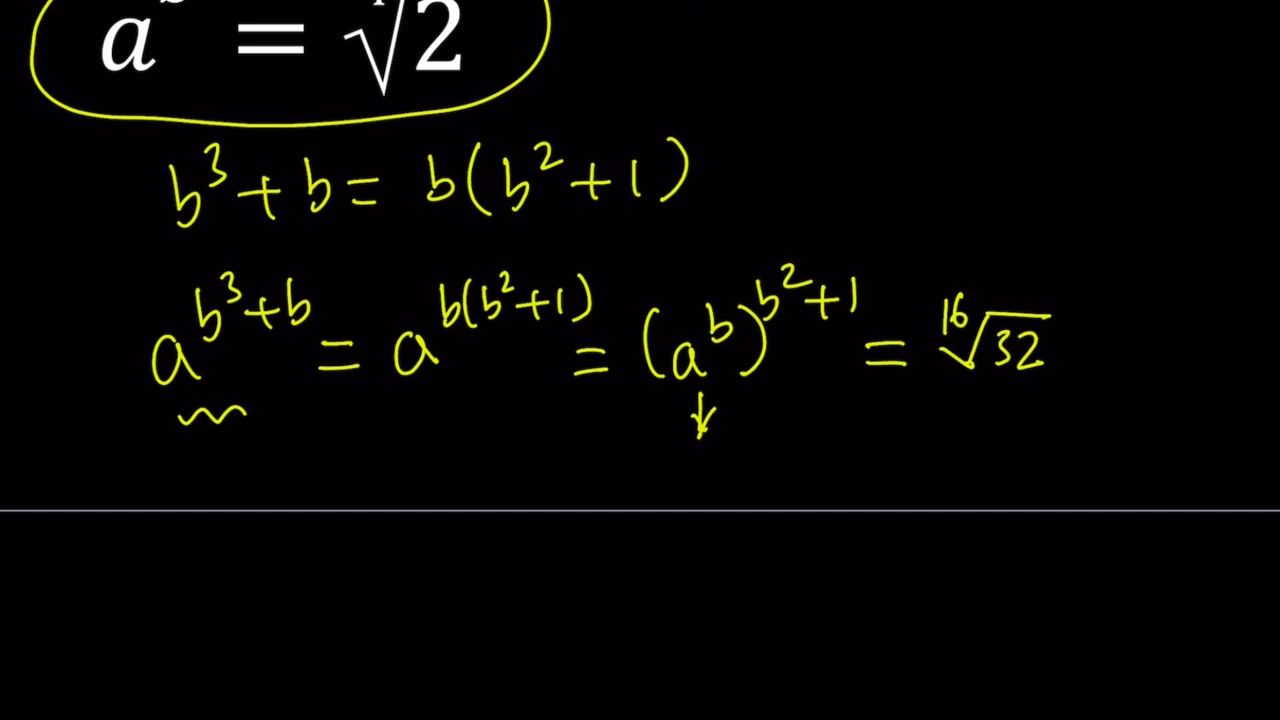 a = √2
b³ + b = b(b² + 1)
a^(b³+b) = a^(b(b²+1)) = (a^b)^(b²+1) = ¹⁶√32